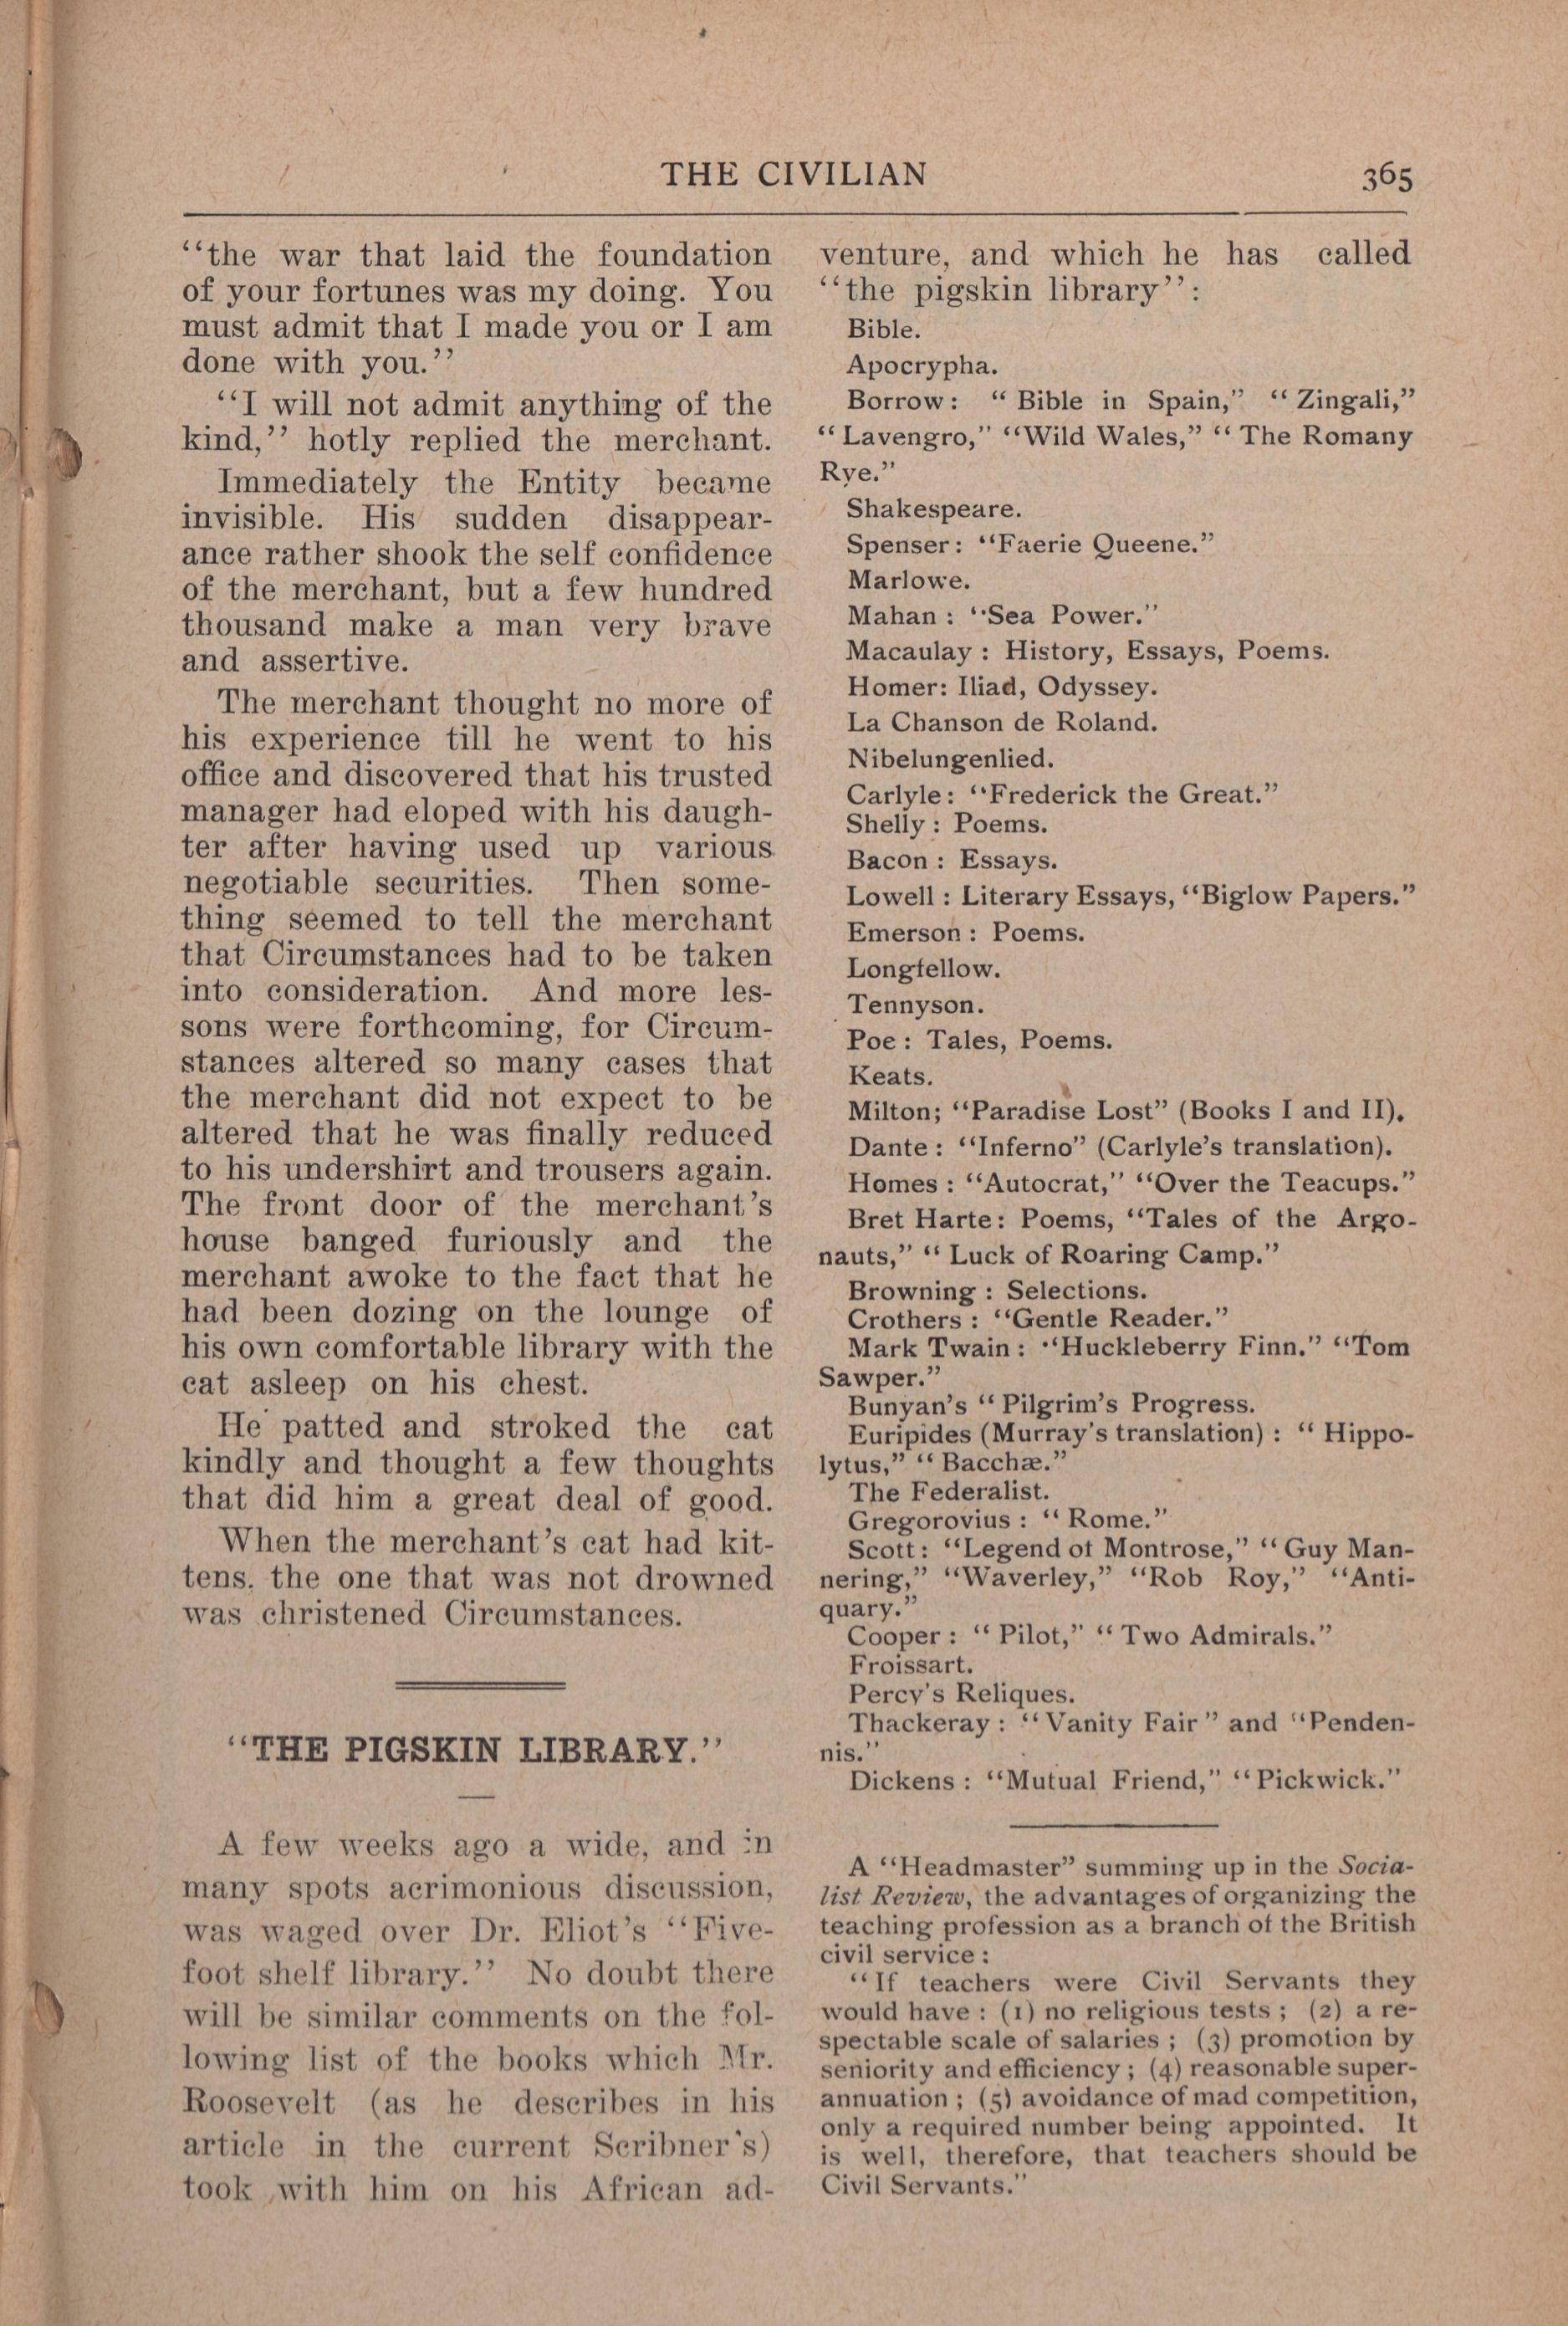 THE CIVILIAN 365
“the war that laid the foundation
of your fortunes was my doing. You
must admit that I made you or I am
done with you.”
“I will not admit anything of the
kind,” hotly replied the merchant.
Immediately the Entity became
invisible. His sudden disappear-
ance rather shook the self confidence
of the merchant, but a few hundred
thousand make a man very brave
and assertive.
The merchant thought no more of
his experience till he went to his
office and discovered that his trusted
manager had eloped with his daugh-
ter after having used up various
negotiable securities. Then some-
thing seemed to tell the merchant
that Circumstances had to be taken
into consideration. And more les-
sons were forthcoming, for Circum-
stances altered so many cases that
the merchant did not expect to be
altered that he was finally reduced
to his undershirt and trousers again.
The front door of the merchant’s
house banged furiously and the
merchant awoke to the fact that he
had been dozing on the lounge of
his own comfortable library with the
cat asleep on his chest.
He patted and stroked the cat
kindly and thought a few thoughts
that did him a great deal of good.
When the merchant’s cat had kit-
tens. the one that was not drowned
was christened Circumstances.
“THE PIGSKIN LIBRARY.”
A few weeks ago a wide, and in
many spots acrimonious discussion,
was waged over Dr. Eliot’s “Five-
foot shelf library.” No doubt there
will be similar comments on the fol-
lowing list of the books which Mr.
Roosevelt (as he describes in his
article in the current Scribner’s)
took with him on his African ad-
venture, and which he has called
“the pigskin library”:
Bible.
Apocrypha.
Borrow: “Bible in Spain,” “Zingali,”
“Lavengro,” “Wild Wales,” “The Romany
Rye.”
Shakespeare.
Spenser: “Faerie Queene.”
Marlowe.
Mahan: “Sea Power.”
Macaulay: History, Essays, Poems.
Homer: Iliad, Odyssey.
La Chanson de Roland.
Nibelungenlied.
Carlyle: “Frederick the Great.”
Shelly: Poems.
Bacon: Essays.
Lowell: Literary Essays, “Biglow Papers.”
Emerson: Poems.
Longfellow.
Tennyson.
Poe: Tales, Poems.
Keats.
Milton; “Paradise Lost” (Books I and II).
Dante: “Inferno” (Carlyle’s translation).
Homes: “Autocrat,” “Over the Teacups.”
Bret Harte: Poems, “Tales of the Argo-
nauts,” “Luck of Roaring Camp.”
Browning: Selections.
Crothers: “Gentle Reader.”
Mark Twain: “Huckleberry Finn.” “Tom
Sawper.”
Bunyan’s “Pilgrim’s Progress.
Euripides (Murray’s translation): “Hippo-
lytus,” “Bacchæ.”
The Federalist.
Gregorovius: “Rome.”
Scott: “Legend of Montrose,” “Guy Man-
nering,” “Waverley,” “Rob Roy,” “Anti-
quary.”
Cooper: “Pilot,” “Two Admirals.”
Froissart.
Percy’s Reliques.
Thackeray: “Vanity Fair” and “Penden-
nis.”
Dickens: “Mutual Friend,” “Pickwick.”
A “Headmaster” summing up in the Socia-
list Review, the advantages of organizing the
teaching profession as a branch of the British
civil service:
“If teachers were Civil Servants they
would have: (1) no religious tests; (2) a re-
spectable scale of salaries; (3) promotion by
seniority and efficiency; (4) reasonable super-
annuation; (5) avoidance of mad competition,
only a required number being appointed. It
is well, therefore, that teachers should be
Civil Servants.”